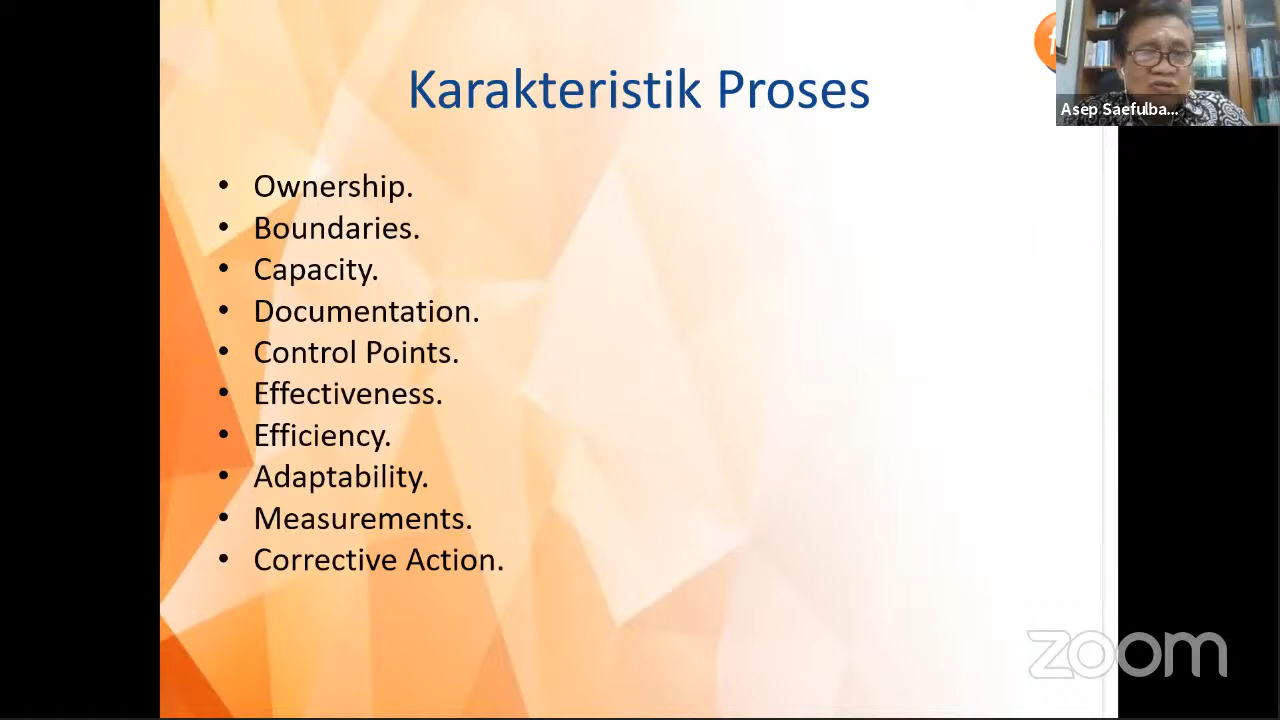 Karakteristik Proses
• Ownership.
• Boundaries.
• Capacity.
• Documentation.
• Control Points.
• Effectiveness.
• Efficiency.
• Adaptability.
• Measurements.
• Corrective Action.
Asep Saefulba...
zoom